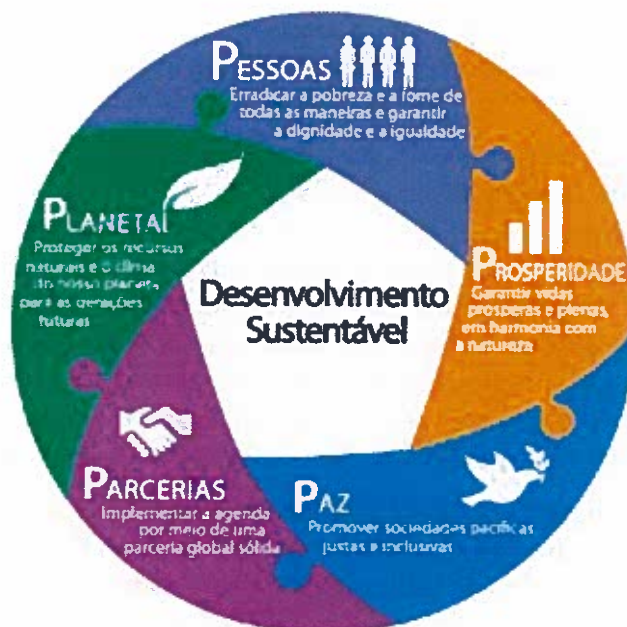 PESSOAS
Erradicar a pobreza e a fome de
todas as maneiras e garantir
a dignidade e a igualdade
PROSPERIDADE
Garantir vidas
prósperas e plenas,
em harmonia com
a natureza
PAZ
Promover sociedades pacíficas
justas e inclusivas
PARCERIAS
Implementar a agenda
por meio de uma
parceria global sólida
PLANETA
Proteger os recursos
naturais e o clima
do nosso planeta
para as gerações
futuras
Desenvolvimento
Sustentável